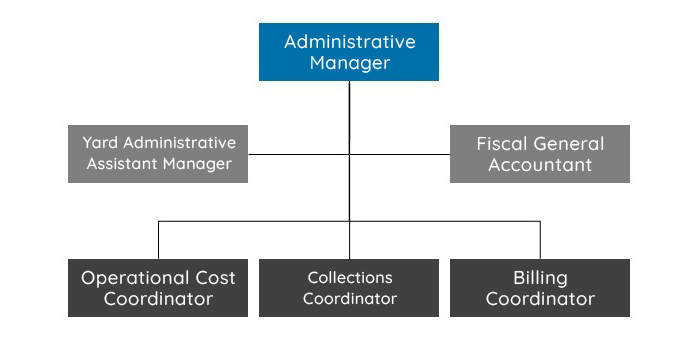 Administrative
Manager
Yard Administrative
Assistant Manager
Fiscal General
Accountant
Operational Cost
Coordinator
Collections
Coordinator
Billing
Coordinator